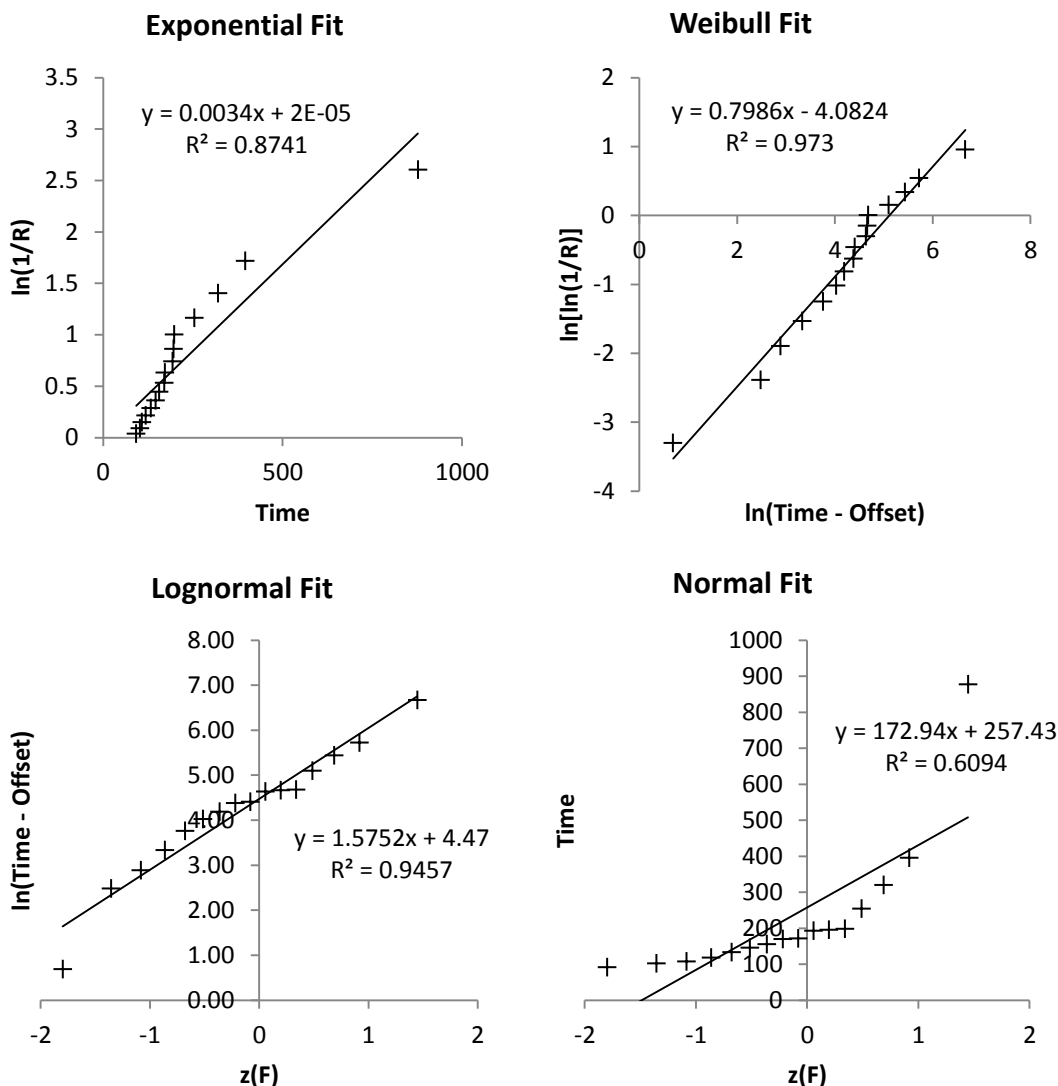 Exponential Fit
3.5
3
2.5
2
1.5
1
0.5
0
y = 0.0034x + 2E-05
R² = 0.8741
ln(1/R)
0
500
1000
Time
Weibull Fit
2
1
0
-1
-2
-3
-4
y = 0.7986x - 4.0824
R² = 0.973
ln[ln(1/R)]
0
2
4
6
8
ln(Time - Offset)
Lognormal Fit
8.00
7.00
6.00
5.00
4.00
3.00
2.00
1.00
0.00
ln(Time - Offset)
y = 1.5752x + 4.47
R² = 0.9457
-2
-1
0
1
2
z(F)
Normal Fit
1000
900
800
700
600
500
400
300
200
100
0
Time
y = 172.94x + 257.43
R² = 0.6094
-2
-1
0
1
2
z(F)